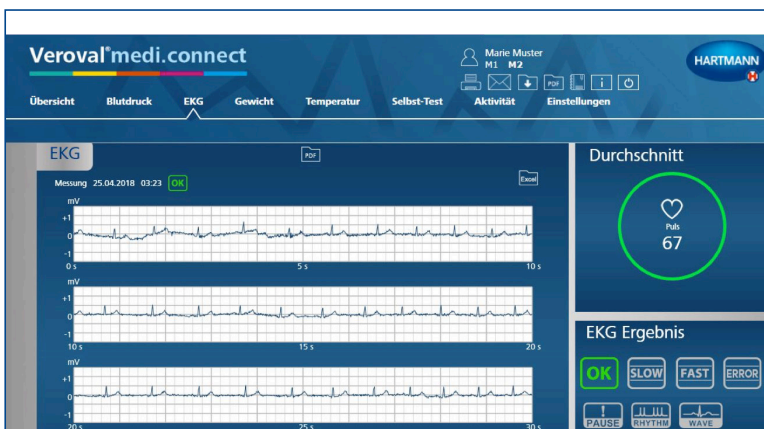 Veroval®medi.connect
Marie Muster
M1 M2
PDF
i
HARTMANN
Übersicht Blutdruck EKG Gewicht Temperatur Selbst-Test Aktivität Einstellungen
EKG
PDF
Messung 25.04.2018 03:23 OK
Excel
mV
+1
0
-1
0 s 5 s 10 s
mV
+1
0
-1
10 s 15 s 20 s
mV
+1
0
-1
20 s 25 s 30 s
Durchschnitt
Puls
67
EKG Ergebnis
OK SLOW FAST ERROR
! PAUSE RHYTHM WAVE